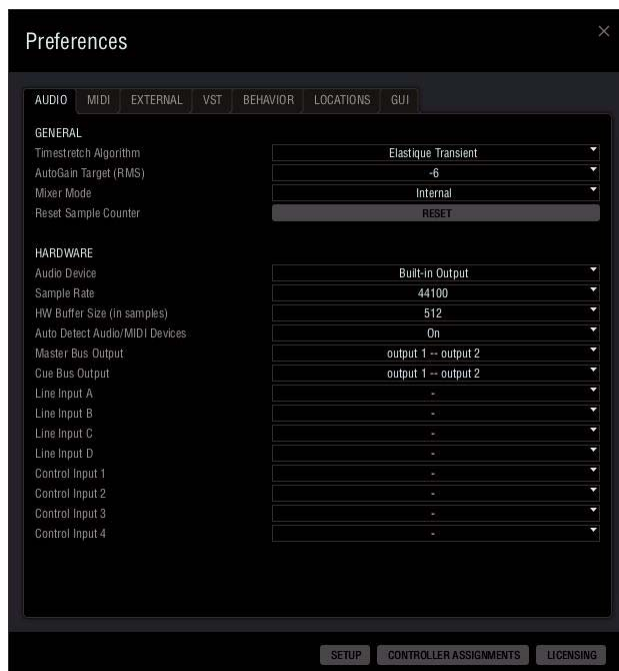 Preferences
AUDIO MIDI EXTERNAL VST BEHAVIOR LOCATIONS GUI
GENERAL
Timestretch Algorithm Elastique Transient
AutoGain Target (RMS) -6
Mixer Mode Internal
Reset Sample Counter RESET
HARDWARE
Audio Device Built-in Output
Sample Rate 44100
HW Buffer Size (in samples) 512
Auto Detect Audio/MIDI Devices On
Master Bus Output output 1 -- output 2
Cue Bus Output output 1 -- output 2
Line Input A -
Line Input B -
Line Input C -
Line Input D -
Control Input 1 -
Control Input 2 -
Control Input 3 -
Control Input 4 -
SETUP CONTROLLER ASSIGNMENTS LICENSING